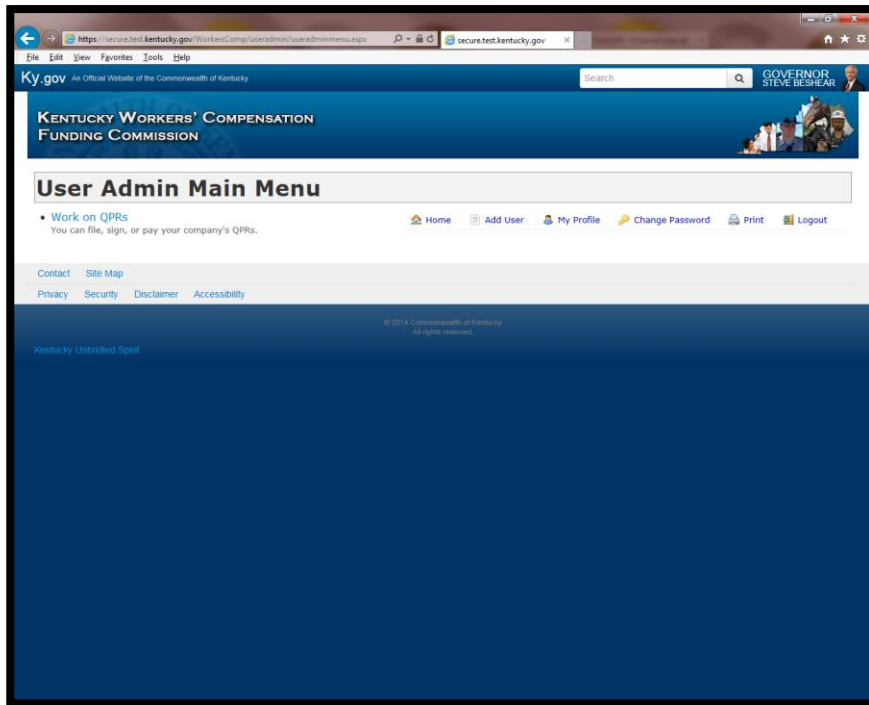 https://secure.test.kentucky.gov/WorkersComp/useradmin/useradminmenu.aspx
secure.test.kentucky.gov
File Edit View Favorites Tools Help
Ky.gov An Official Website of the Commonwealth of Kentucky
Search
GOVERNOR
STEVE BESHEAR
KENTUCKY WORKERS' COMPENSATION
FUNDING COMMISSION
User Admin Main Menu
• Work on QPRs
You can file, sign, or pay your company's QPRs.
Home Add User My Profile Change Password Print Logout
Contact Site Map
Privacy Security Disclaimer Accessibility
© 2014 Commonwealth of Kentucky
All rights reserved.
Kentucky Unbridled Spirit